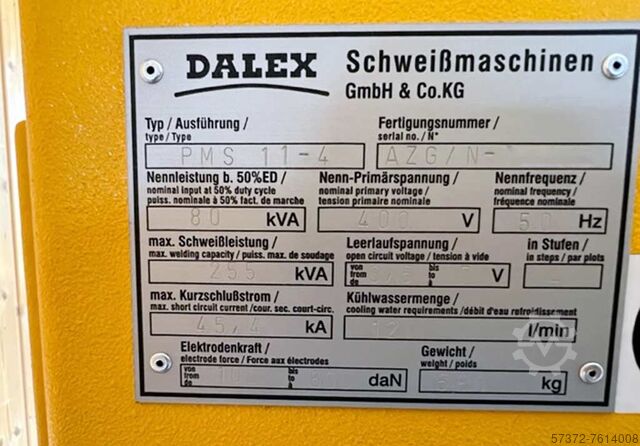 DALEX Schweißmaschinen
GmbH & Co.KG
Typ / Ausführung / Fertigungsnummer /
type / Type serial no. / N°
PMS 11-4 AZG/N-
Nennleistung b. 50%ED / Nenn-Primärspannung / Nennfrequenz /
nominal input at 50% duty cycle nominal primary voltage / nominal frequency /
puiss. nominale à 50% fact. de marche tension primaire nominale fréquence nominale
80 kVA 400 V 50 Hz
max. Schweißleistung / Leerlaufspannung / in Stufen /
max. welding capacity / puiss. max. de soudage open circuit voltage / tension à vide in steps / par plots
255 kVA von from de bis to à V
max. Kurzschlußstrom / Kühlwassermenge /
max. short circuit current /cour. sec. court-circ. cooling water requirements /débit d'eau refroidissement
45,4 kA 12 l/min
Elektrodenkraft / Gewicht /
electrode force / Force aux électrodes weight / poids
von from de bis to à daN kg
57372-7614008